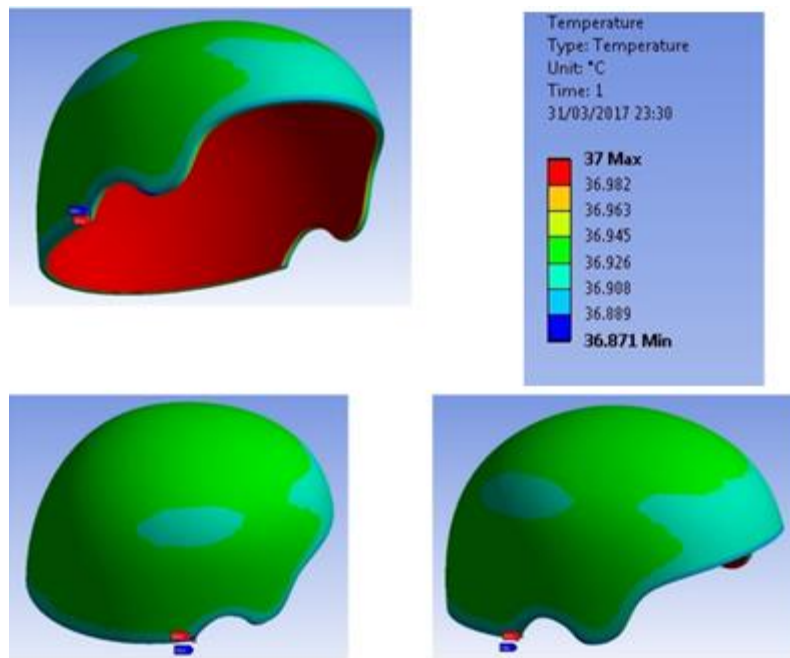 Temperature
Type: Temperature
Unit: °C
Time: 1
31/03/2017 23:30
37 Max
36.982
36.963
36.945
36.926
36.908
36.889
36.871 Min